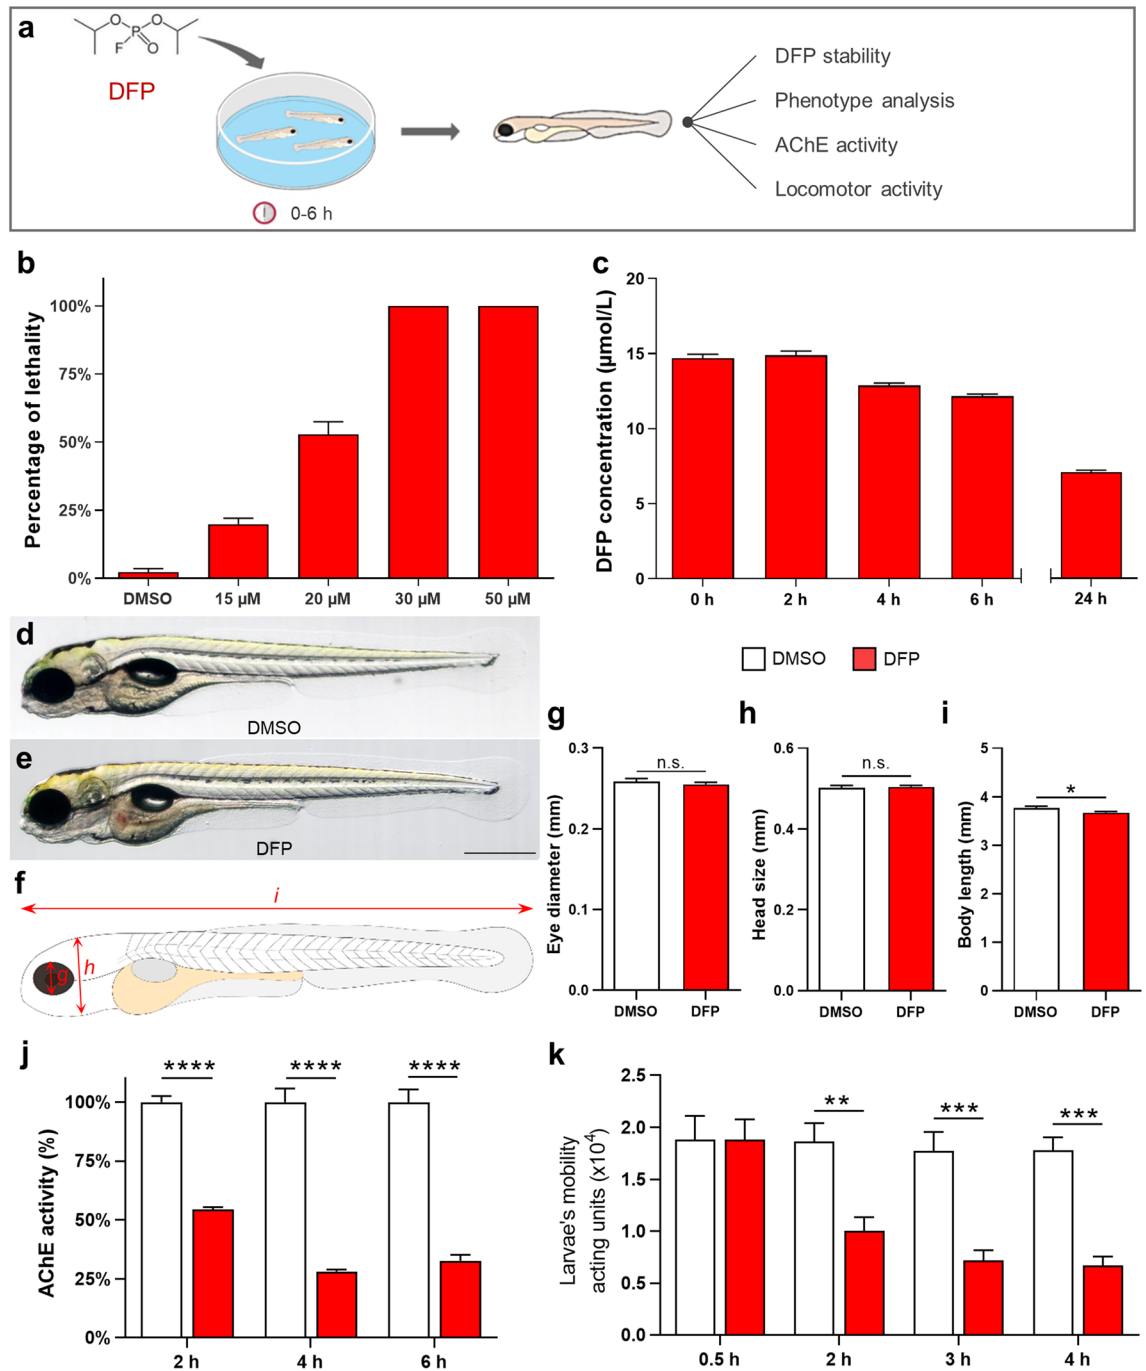 a
O
O
P
F
O
DFP
0-6 h
DFP stability
Phenotype analysis
AChE activity
Locomotor activity
b
Percentage of lethality
100%
75%
50%
25%
0%
DMSO 15 µM 20 µM 30 µM 50 µM
c
DFP concentration (µmol/L)
20
15
10
5
0
0 h 2 h 4 h 6 h 24 h
d
DMSO
e
DFP
f
i
g
h
DMSO DFP
g
Eye diameter (mm)
0.3
0.2
0.1
0.0
n.s.
DMSO DFP
h
Head size (mm)
0.6
0.4
0.2
0.0
n.s.
DMSO DFP
i
Body length (mm)
5
4
3
2
1
0
*
DMSO DFP
j
AChE activity (%)
100%
75%
50%
25%
0%
**** **** ****
2 h 4 h 6 h
k
Larvae's mobility
acting units (x10⁴)
2.5
2.0
1.5
1.0
0.5
0.0
** *** ***
0.5 h 2 h 3 h 4 h